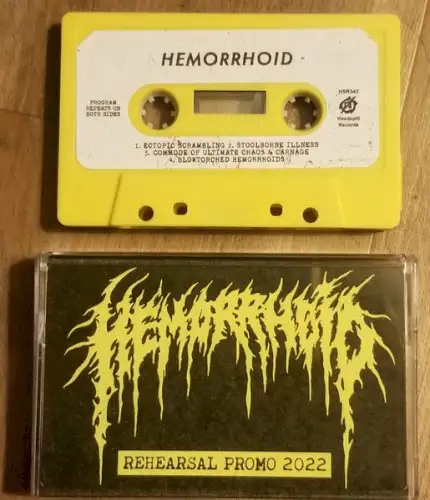 HEMORRHOID
PROGRAM
REPEATS ON
BOTH SIDES
HSR343
Headsplit
Records
1. ECTOPIC SCRAMBLING 2. STOOLBORNE ILLNESS
3. COMMODE OF ULTIMATE CHAOS & CARNAGE
4. BLOWTORCHED HEMORRHOIDS
HEMORRHOID
REHEARSAL PROMO 2022